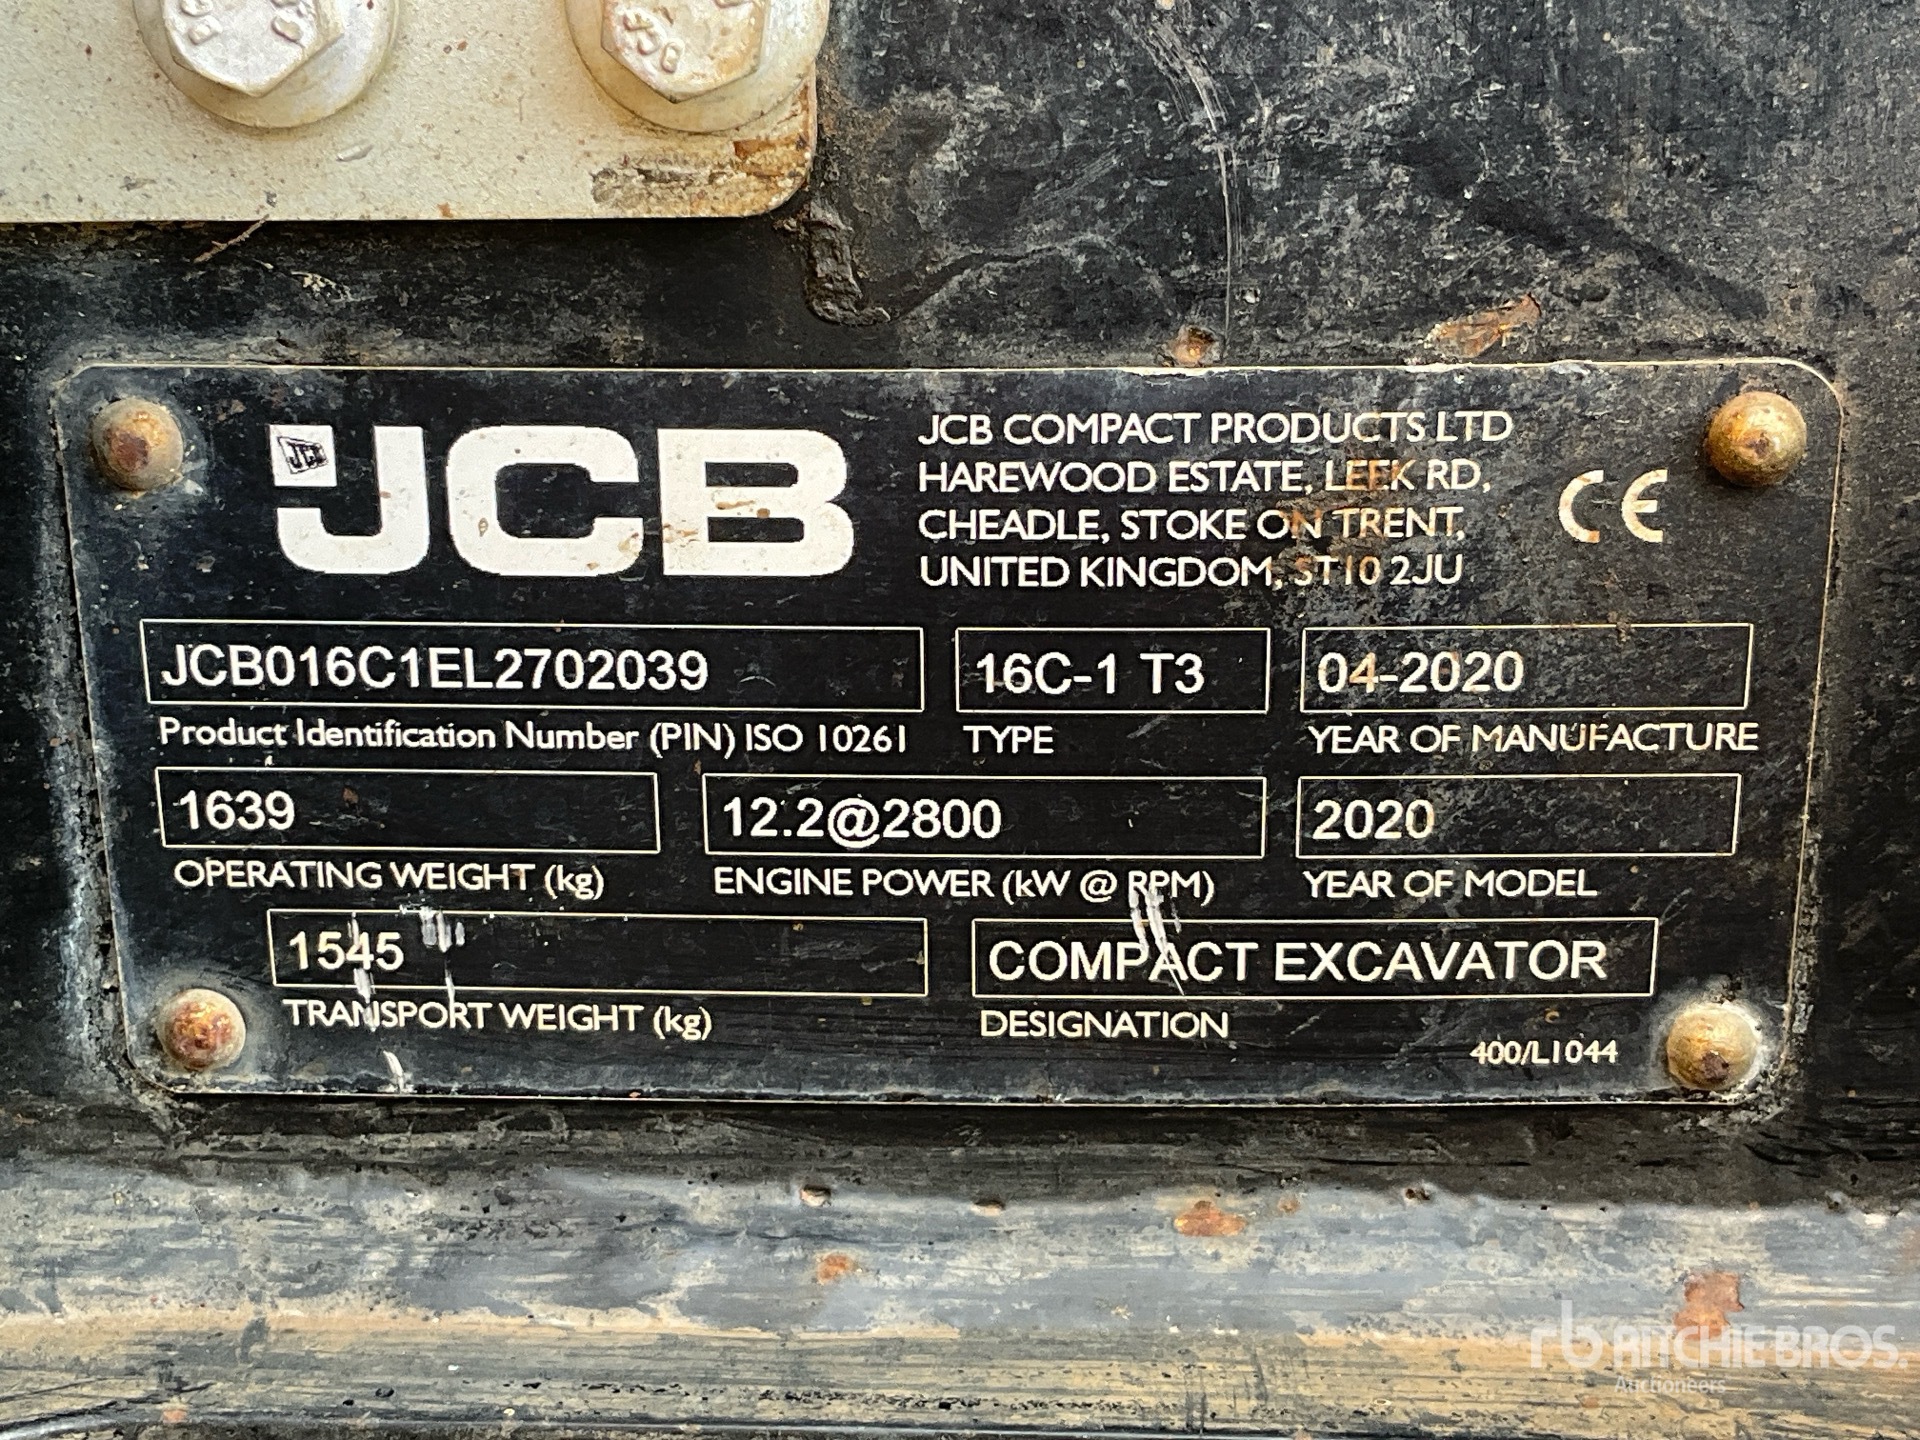 JCB
JCB
JCB COMPACT PRODUCTS LTD
HAREWOOD ESTATE, LEEK RD,
CHEADLE, STOKE ON TRENT,
UNITED KINGDOM, ST10 2JU
CE
JCB016C1EL2702039
Product Identification Number (PIN) ISO 10261
16C-1 T3
TYPE
04-2020
YEAR OF MANUFACTURE
1639
OPERATING WEIGHT (kg)
12.2@2800
ENGINE POWER (kW @ RPM)
2020
YEAR OF MODEL
1545
TRANSPORT WEIGHT (kg)
COMPACT EXCAVATOR
DESIGNATION
400/L1044
rb RITCHIE BROS.
Auctioneers